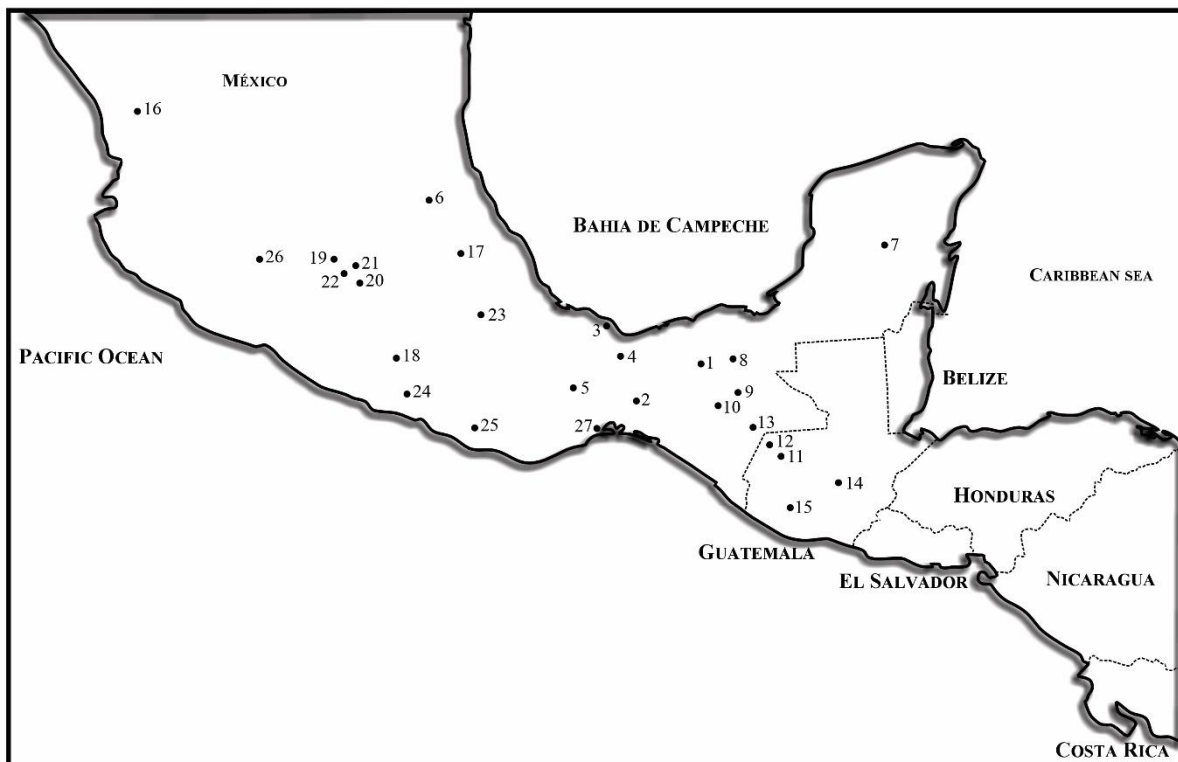 MÉXICO
16
6
BAHIA DE CAMPECHE
7
17
26
19
21
22
20
CARIBBEAN SEA
23
3
PACIFIC OCEAN
18
4
1
8
BELIZE
24
5
2
9
10
25
27
13
12
11
14
HONDURAS
15
GUATEMALA
EL SALVADOR
NICARAGUA
COSTA RICA